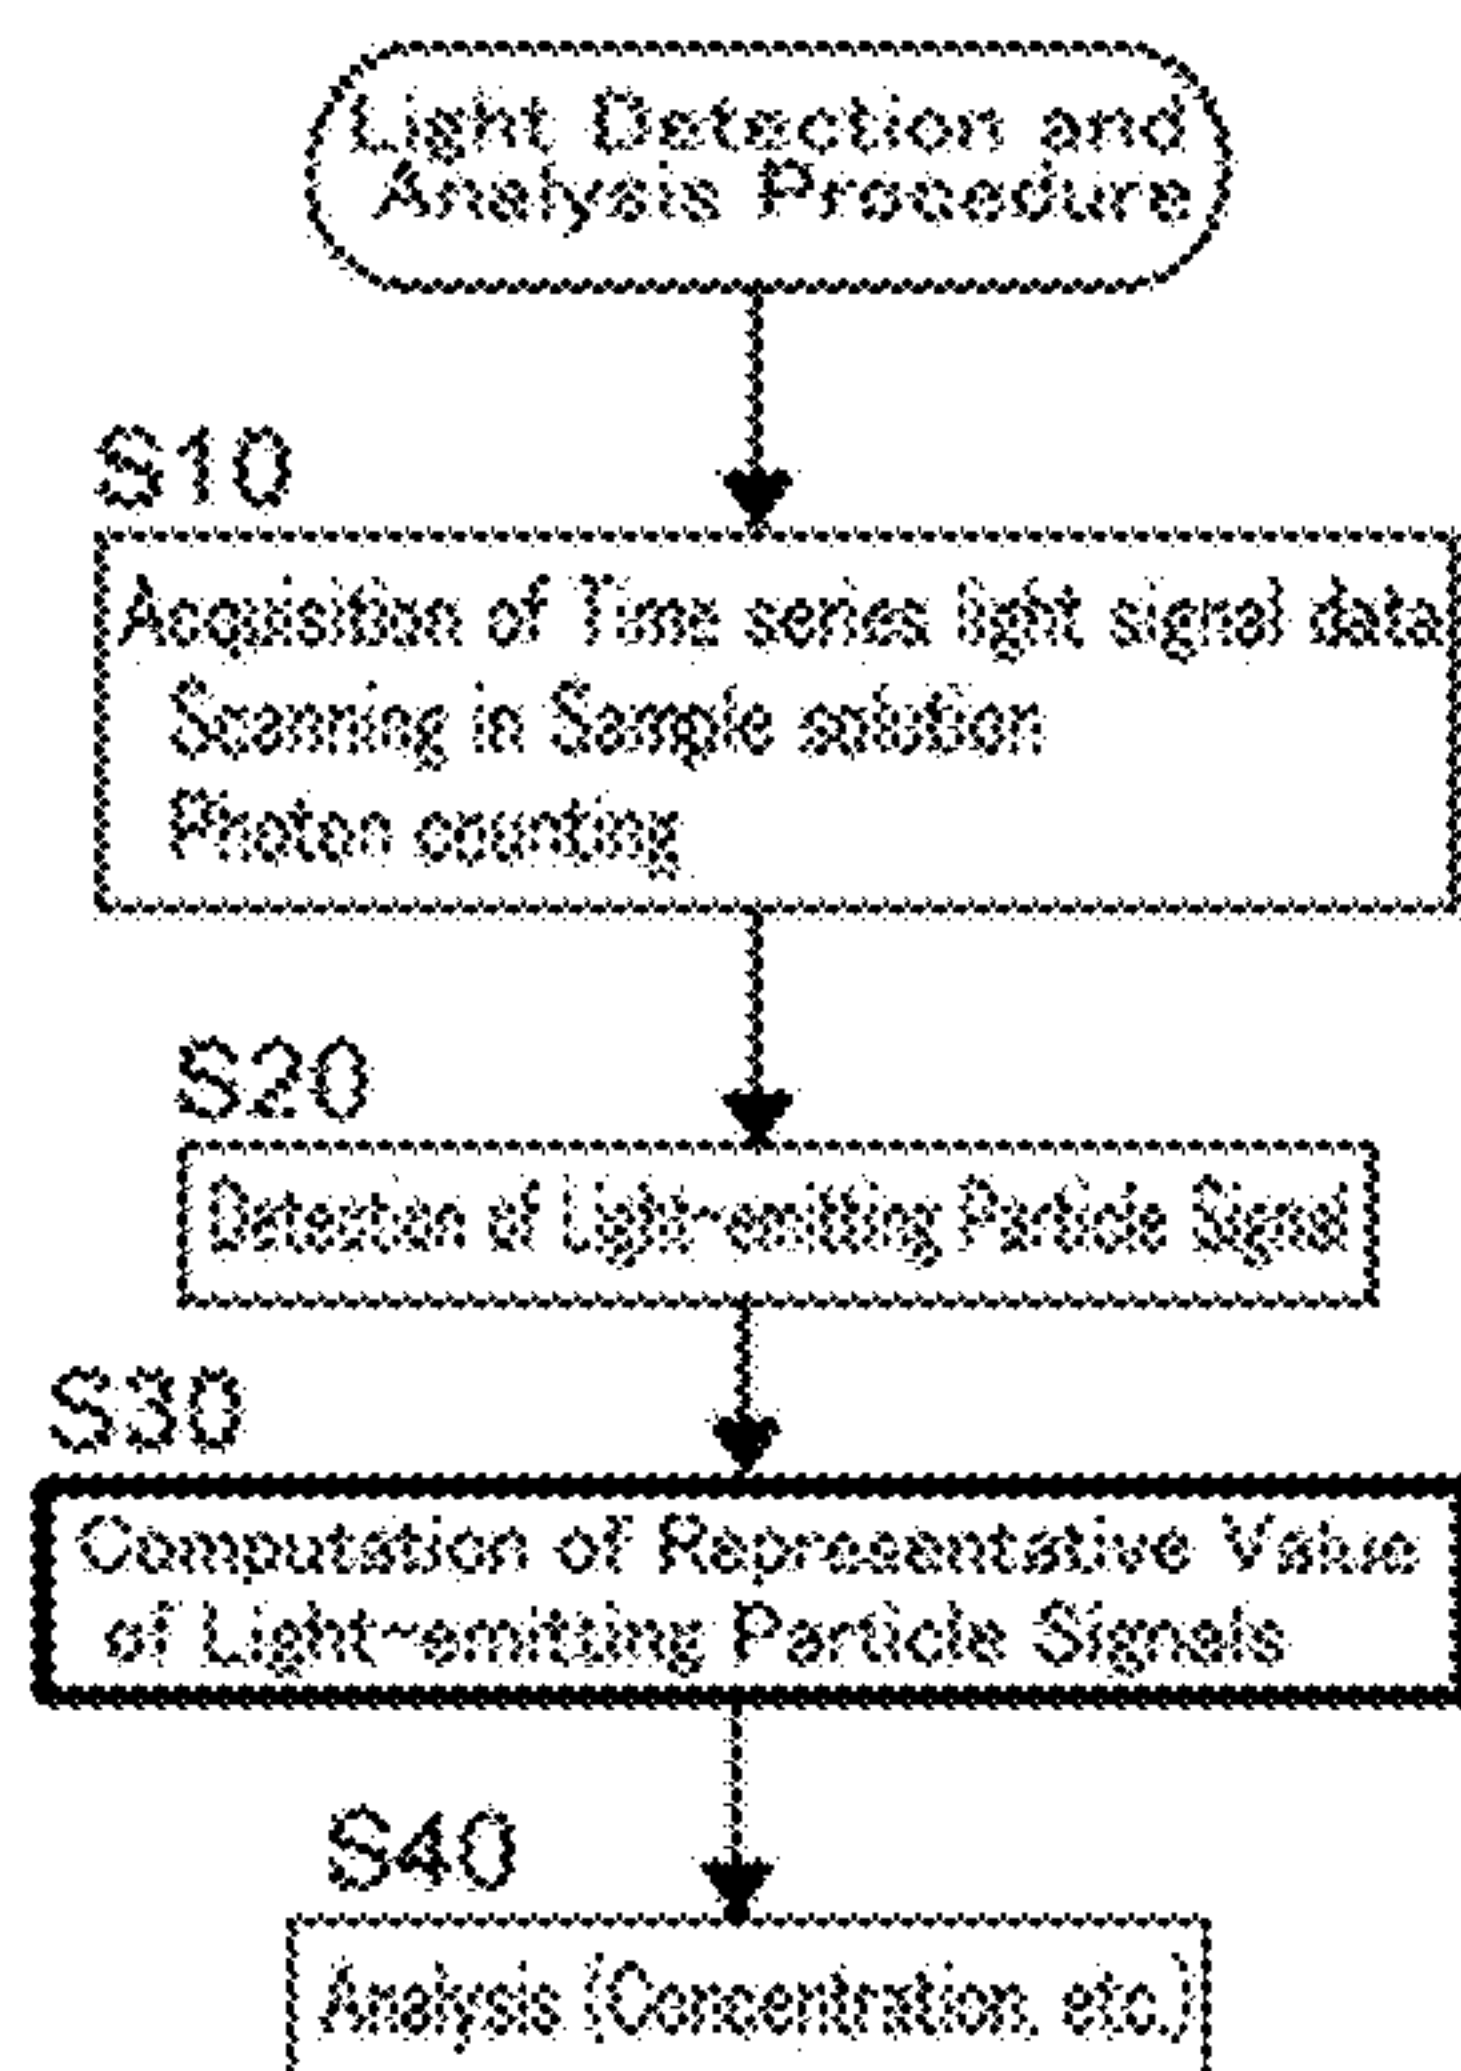 Light Detection and
Analysis Procedure
S10
Acquisition of Time series light signal data
Scanning in Sample solution
Photon counting
S20
Detection of Light-emitting Particle Signal
S30
Computation of Representative Value
of Light-emitting Particle Signals
S40
Analysis (Concentration, etc.)